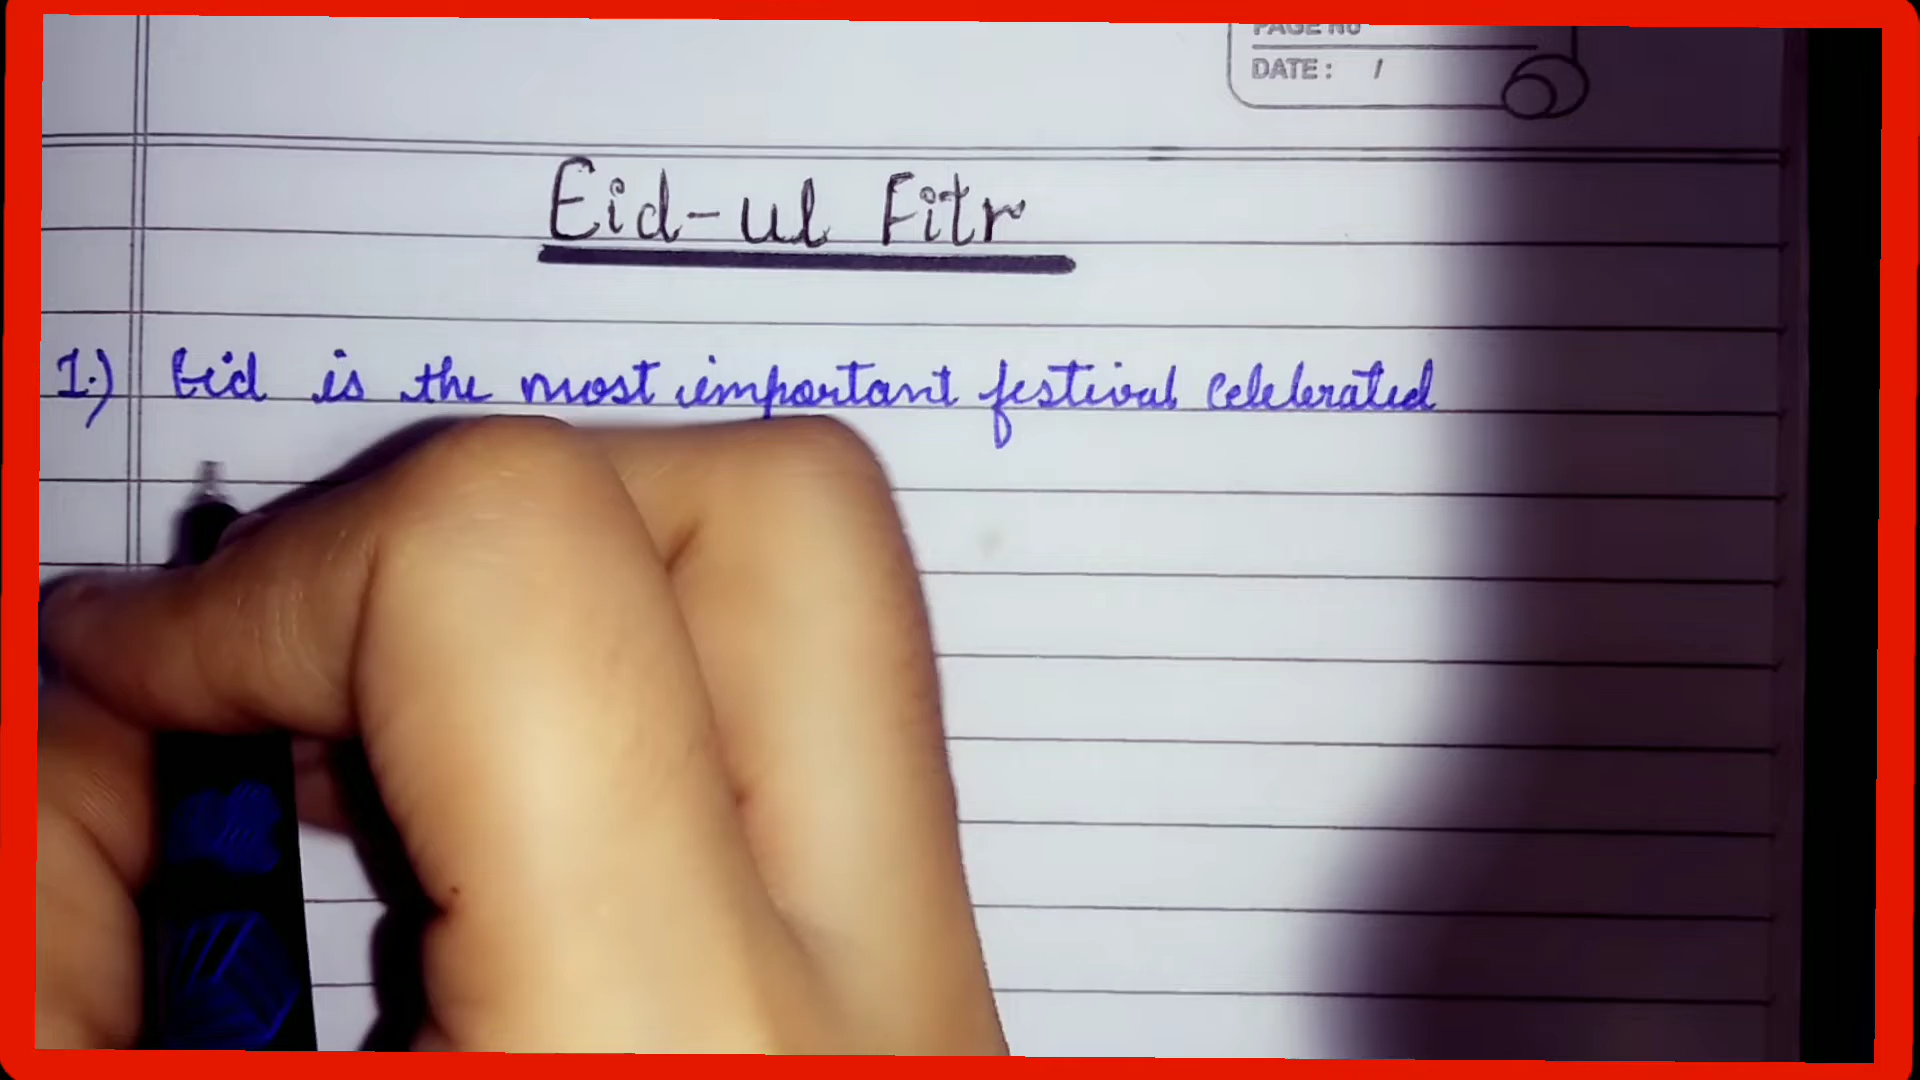 PAGE NO
DATE: /
Eid-ul Fitr
1.) Eid is the most important festival celebrated